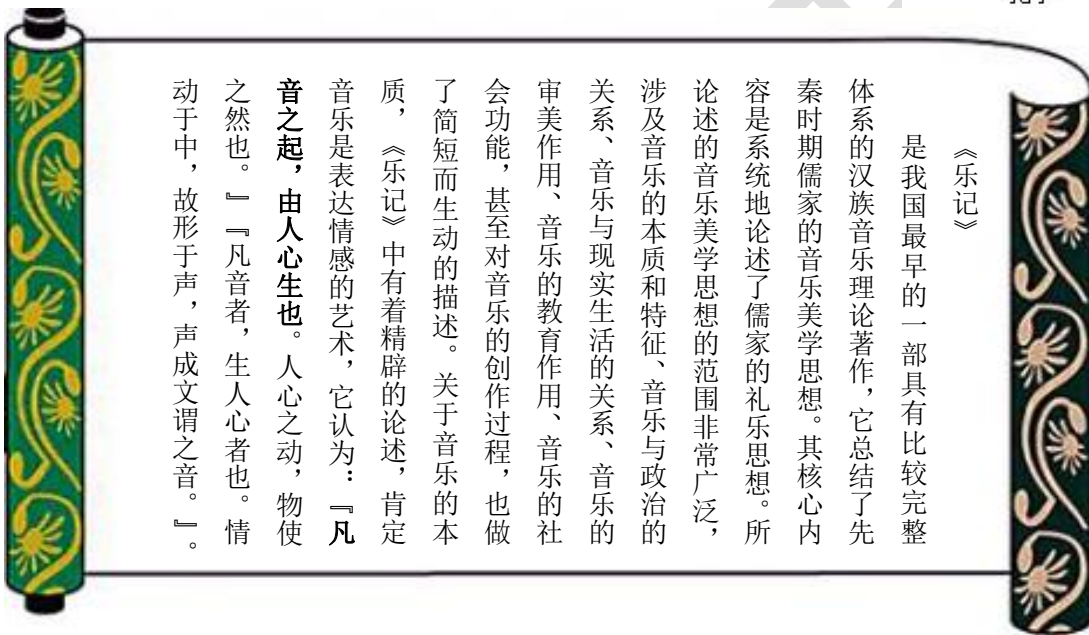 《乐记》
是我国最早的一部具有比较完整
体系的汉族音乐理论著作，它总结了先
秦时期儒家的音乐美学思想。其核心内
容是系统地论述了儒家的礼乐思想。所
论述的音乐美学思想的范围非常广泛，
涉及音乐的本质和特征、音乐与政治的
关系、音乐与现实生活的关系、音乐的
审美作用、音乐的教育作用、音乐的社
会功能，甚至对音乐的创作过程，也做
了简短而生动的描述。关于音乐的本
质，《乐记》中有着精辟的论述，肯定
音乐是表达情感的艺术，它认为：『凡
音之起，由人心生也。人心之动，物使
之然也。』『凡音者，生人心者也。情
动于中，故形于声，声成文谓之音。』。